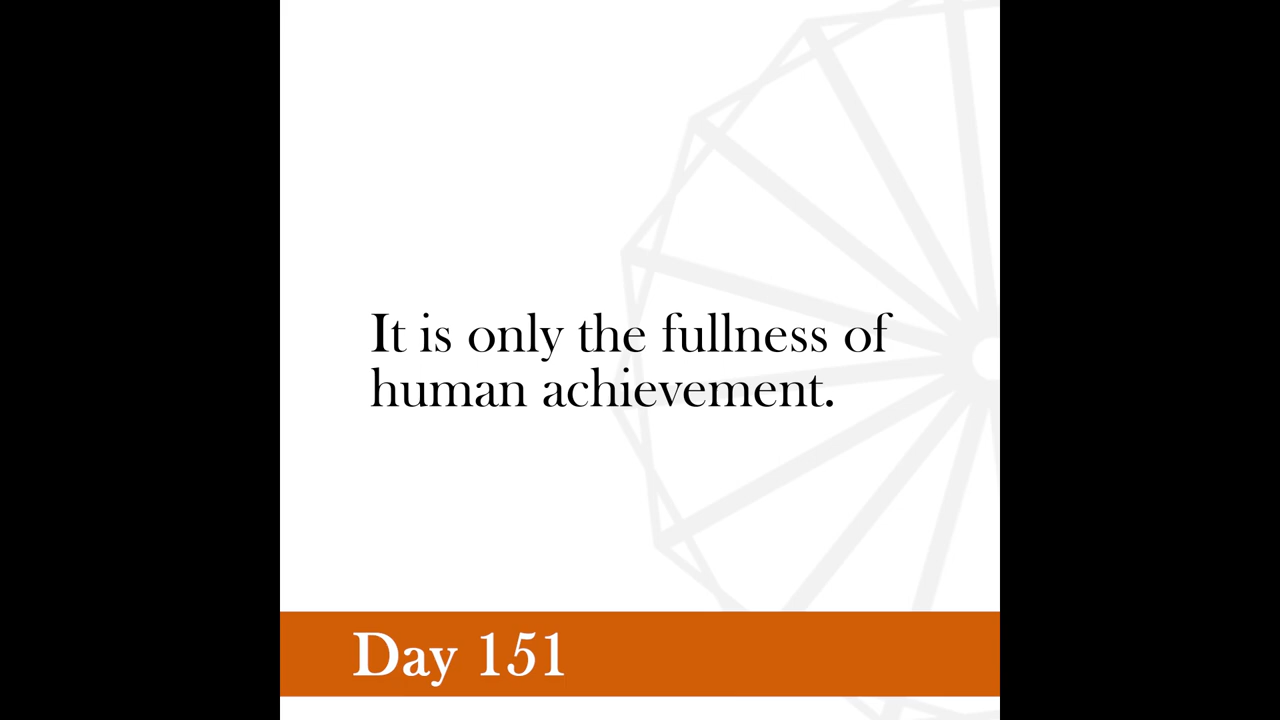 It is only the fullness of
human achievement.
Day 151